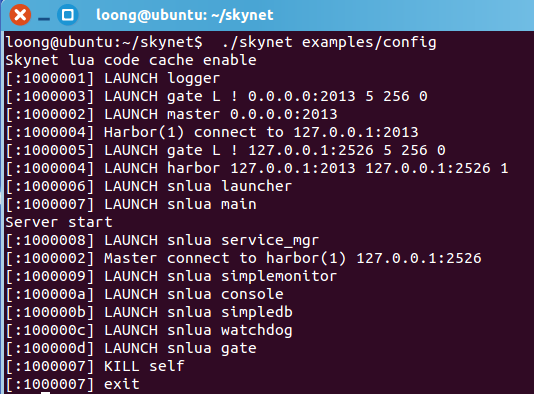 loong@ubuntu: ~/skynet
loong@ubuntu:~/skynet$  ./skynet examples/config
Skynet lua code cache enable
[:1000001] LAUNCH logger
[:1000003] LAUNCH gate L ! 0.0.0.0:2013 5 256 0
[:1000002] LAUNCH master 0.0.0.0:2013
[:1000004] Harbor(1) connect to 127.0.0.1:2013
[:1000005] LAUNCH gate L ! 127.0.0.1:2526 5 256 0
[:1000004] LAUNCH harbor 127.0.0.1:2013 127.0.0.1:2526 1
[:1000006] LAUNCH snlua launcher
[:1000007] LAUNCH snlua main
Server start
[:1000008] LAUNCH snlua service_mgr
[:1000002] Master connect to harbor(1) 127.0.0.1:2526
[:1000009] LAUNCH snlua simplemonitor
[:100000a] LAUNCH snlua console
[:100000b] LAUNCH snlua simpledb
[:100000c] LAUNCH snlua watchdog
[:100000d] LAUNCH snlua gate
[:1000007] KILL self
[:1000007] exit